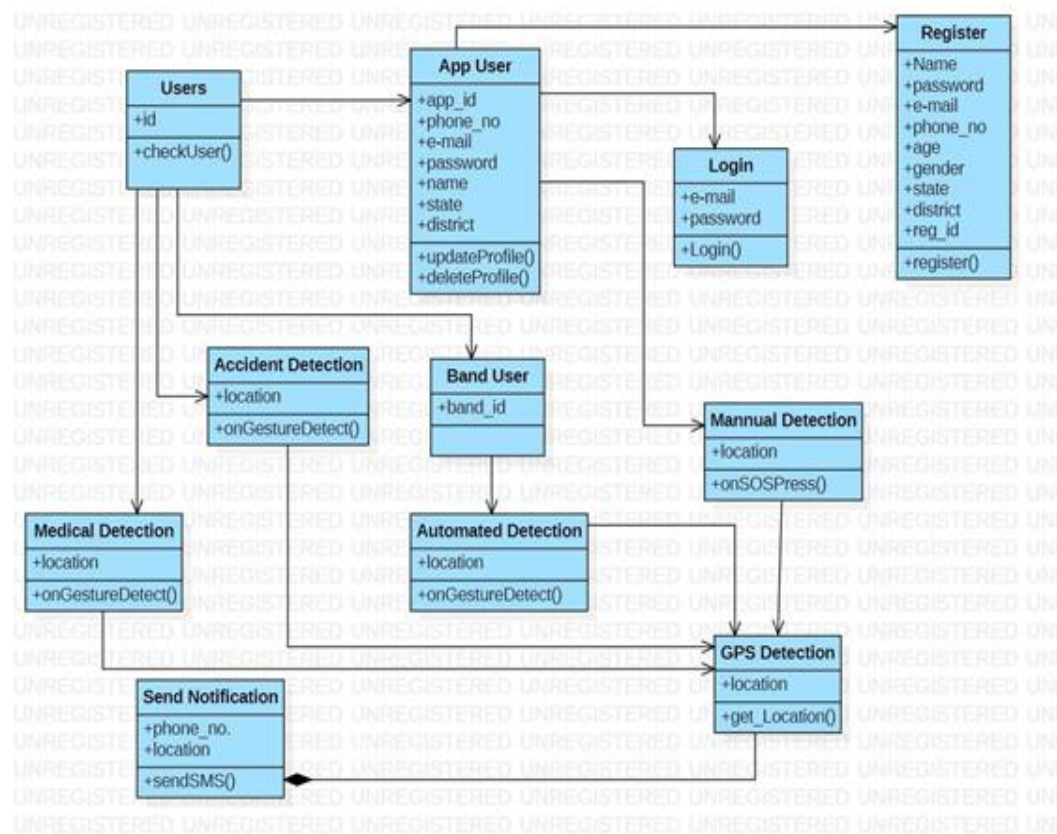 Register
+Name
+password
+e-mail
+phone_no
+age
+gender
+state
+district
+reg_id
+register()
App User
+app_id
+phone_no
+e-mail
+password
+name
+state
+district
+updateProfile()
+deleteProfile()
Users
+id
+checkUser()
Login
+e-mail
+password
+Login()
Accident Detection
+location
+onGestureDetect()
Band User
+band_id
Mannual Detection
+location
+onSOSPress()
Medical Detection
+location
+onGestureDetect()
Automated Detection
+location
+onGestureDetect()
GPS Detection
+location
+get_Location()
Send Notification
+phone_no.
+location
+sendSMS()
UNREGISTERED